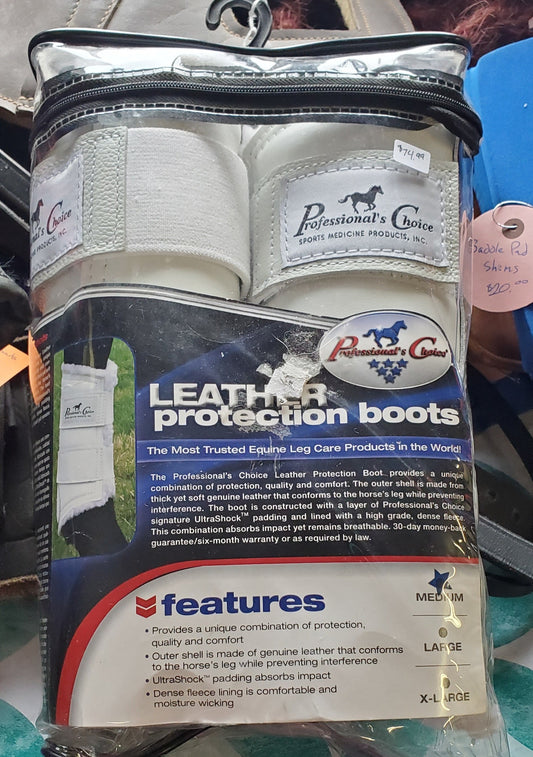 $74.99
Professional's Choice
SPORTS MEDICINE PRODUCTS, INC.
Choice
PRODUCTS, INC.
Saddle Pad
Shims
$20.00
Professional's Choice
LEATHER
protection boots
The Most Trusted Equine Leg Care Products in the World!
The Professional's Choice Leather Protection Boot provides a unique
combination of protection, quality and comfort. The outer shell is made from
thick yet soft genuine leather that conforms to the horse's leg while preventing
interference. The boot is constructed with a layer of Professional's Choice
signature UltraShock™ padding and lined with a high grade, dense fleece.
This combination absorbs impact yet remains breathable. 30-day money-back
guarantee/six-month warranty or as required by law.
features
• Provides a unique combination of protection,
quality and comfort
• Outer shell is made of genuine leather that conforms
to the horse's leg while preventing interference
• UltraShock™ padding absorbs impact
• Dense fleece lining is comfortable and
moisture wicking
MEDIUM
LARGE
X-LARGE